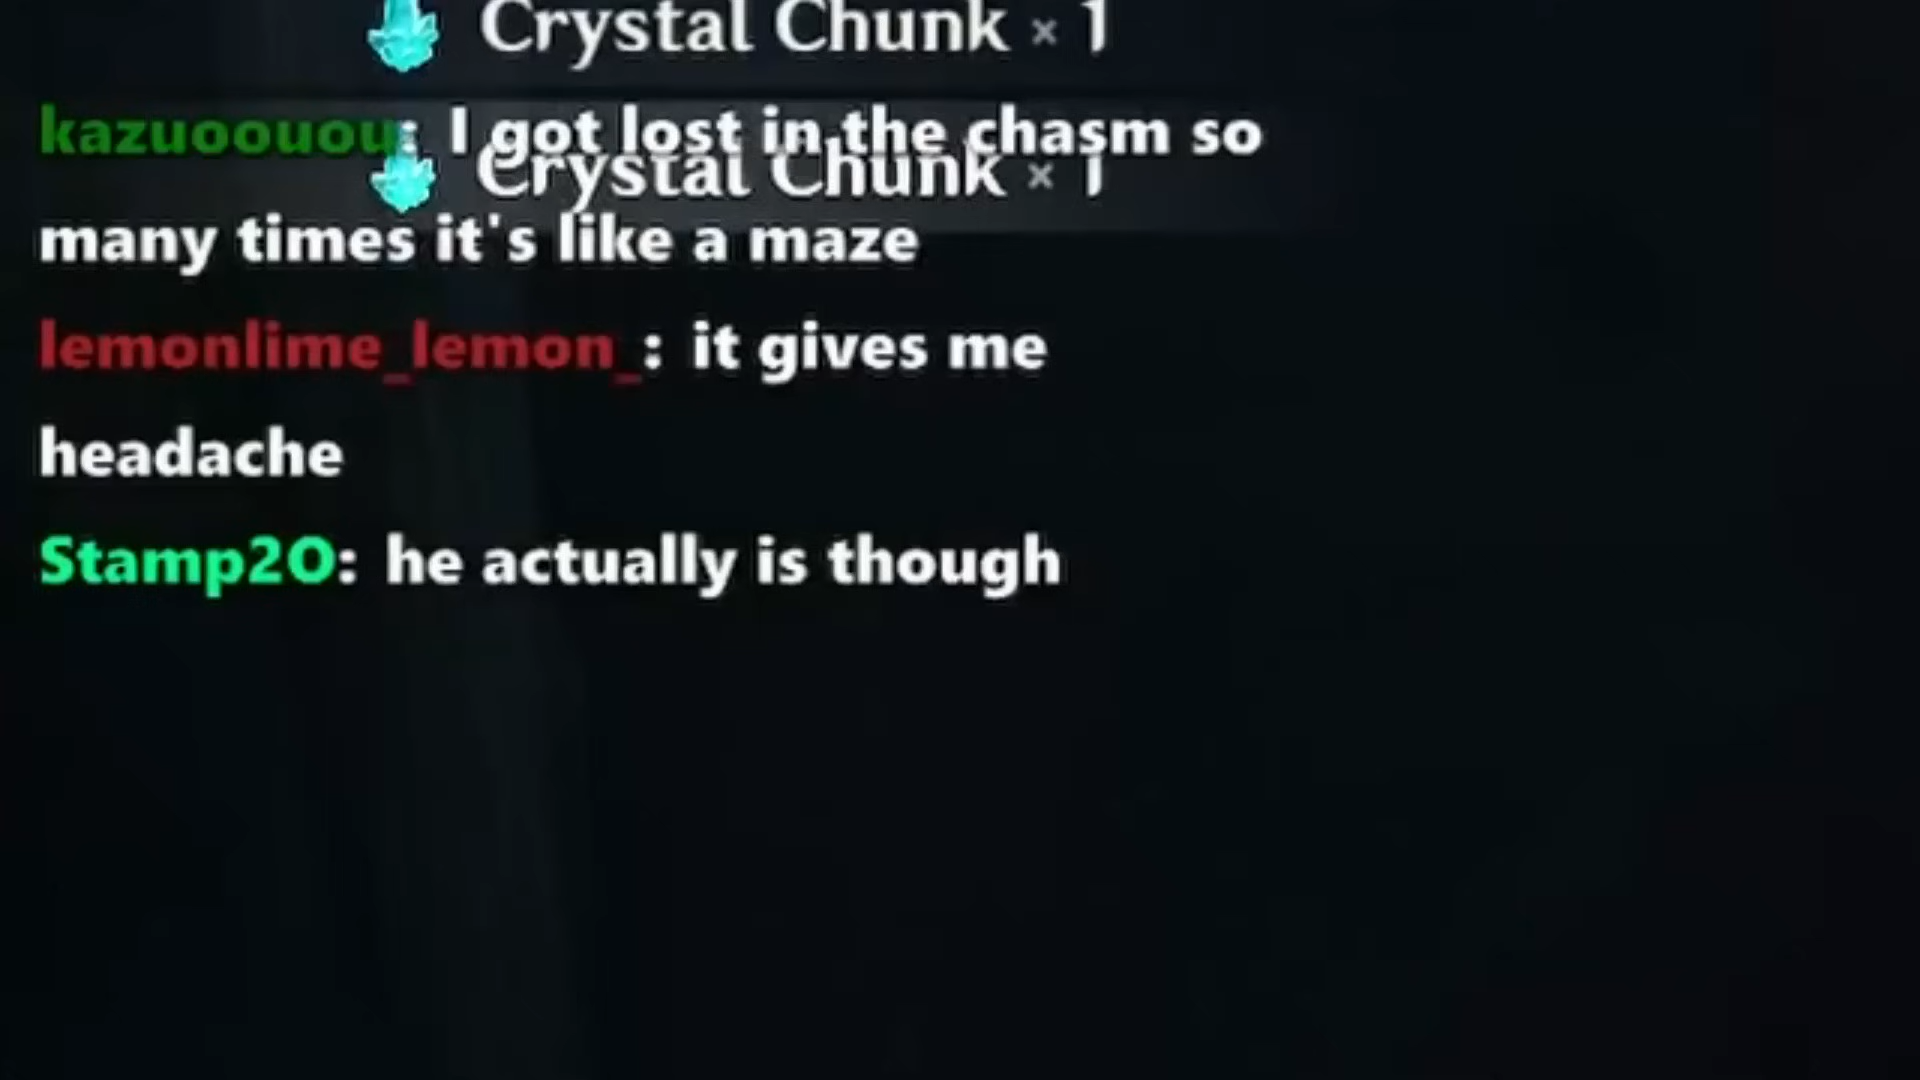 Crystal Chunk × 1
kazuoouou: I got lost in the chasm so
Crystal Chunk × 1
many times it's like a maze
lemonlime_lemon_: it gives me
headache
Stamp2O: he actually is though